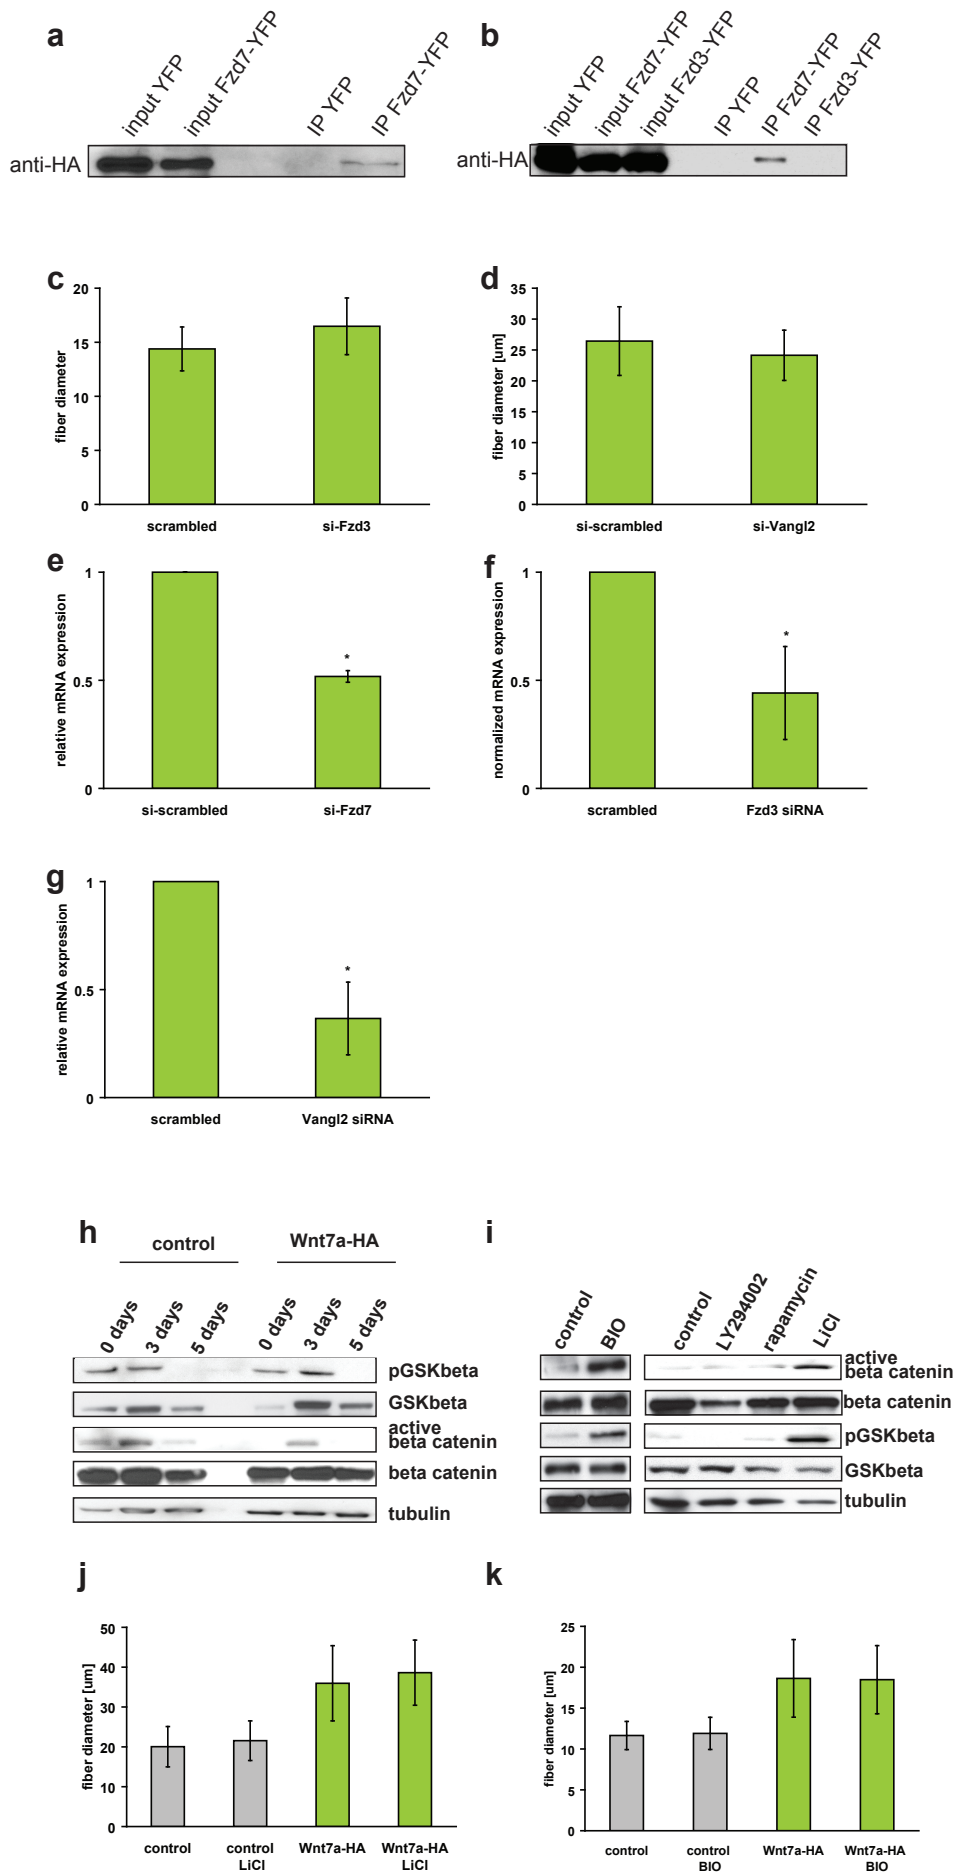 a
input YFP
input Fzd7-YFP
IP YFP
IP Fzd7-YFP
anti-HA
b
input YFP
input Fzd7-YFP
input Fzd3-YFP
IP YFP
IP Fzd7-YFP
IP Fzd3-YFP
anti-HA
c
fiber diameter
20
15
10
5
0
scrambled
si-Fzd3
d
fiber diameter [um]
35
30
25
20
15
10
5
0
si-scrambled
si-Vangl2
e
relative mRNA expression
1
0.5
0
*
si-scrambled
si-Fzd7
f
normalized mRNA expression
1
0.5
0
*
scrambled
Fzd3 siRNA
g
relative mRNA expression
1
0.5
0
*
scrambled
Vangl2 siRNA
h
control
Wnt7a-HA
0 days
3 days
5 days
0 days
3 days
5 days
pGSKbeta
GSKbeta
active
beta catenin
beta catenin
tubulin
i
control
BIO
control
LY294002
rapamycin
LiCl
active
beta catenin
beta catenin
pGSKbeta
GSKbeta
tubulin
j
fiber diameter [um]
50
40
30
20
10
0
control
control
LiCl
Wnt7a-HA
Wnt7a-HA
LiCl
k
fiber diameter [um]
25
20
15
10
5
0
control
control
BIO
Wnt7a-HA
Wnt7a-HA
BIO